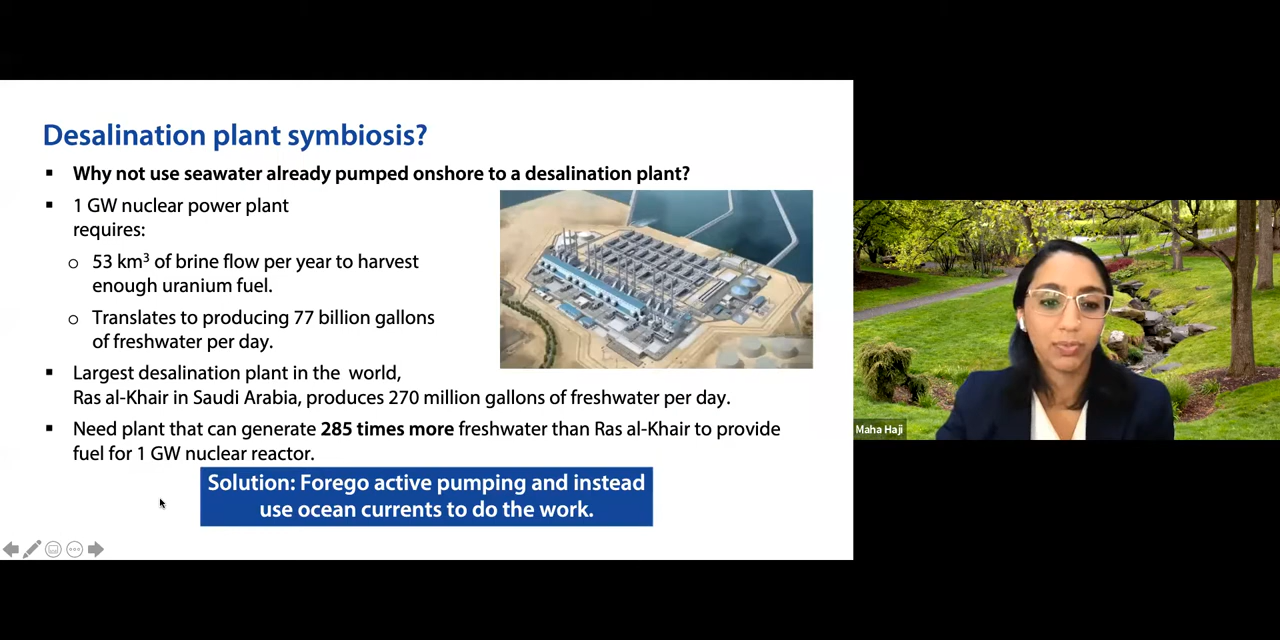 Desalination plant symbiosis?
▪ Why not use seawater already pumped onshore to a desalination plant?
▪ 1 GW nuclear power plant
requires:
o 53 km³ of brine flow per year to harvest
enough uranium fuel.
o Translates to producing 77 billion gallons
of freshwater per day.
▪ Largest desalination plant in the world,
Ras al-Khair in Saudi Arabia, produces 270 million gallons of freshwater per day.
▪ Need plant that can generate 285 times more freshwater than Ras al-Khair to provide
fuel for 1 GW nuclear reactor.
Solution: Forego active pumping and instead
use ocean currents to do the work.
Maha Haji